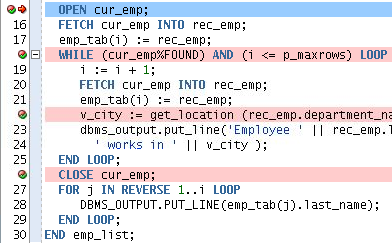 OPEN cur_emp;
16 FETCH cur_emp INTO rec_emp;
17 emp_tab(i) := rec_emp;
WHILE (cur_emp%FOUND) AND (i <= p_maxrows) LOOP
19 i := i + 1;
20 FETCH cur_emp INTO rec_emp;
21 emp_tab(i) := rec_emp;
v_city := get_location (rec_emp.department_na
23 dbms_output.put_line('Employee ' || rec_emp.l
24 ' works in ' || v_city );
25 END LOOP;
CLOSE cur_emp;
27 FOR j IN REVERSE 1..i LOOP
28 DBMS_OUTPUT.PUT_LINE(emp_tab(j).last_name);
29 END LOOP;
30 END emp_list;